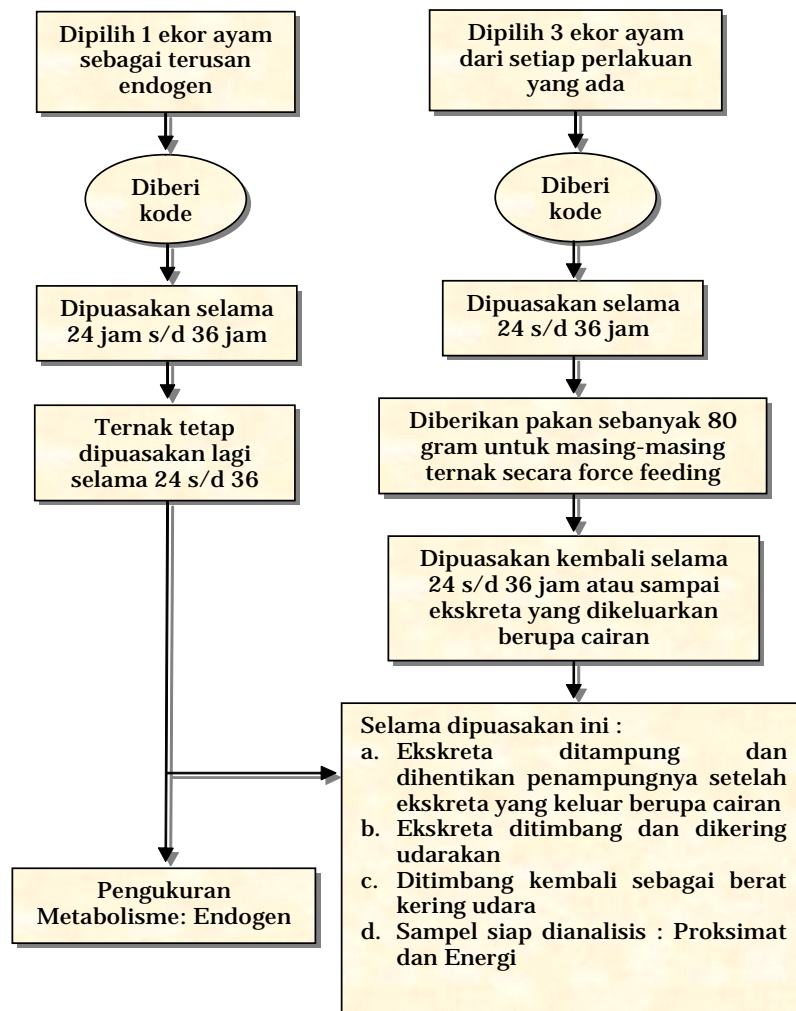 Dipilih 1 ekor ayam
sebagai terusan
endogen
Diberi
kode
Dipuasakan selama
24 jam s/d 36 jam
Ternak tetap
dipuasakan lagi
selama 24 s/d 36
Pengukuran
Metabolisme: Endogen
Dipilih 3 ekor ayam
dari setiap perlakuan
yang ada
Diberi
kode
Dipuasakan selama
24 s/d 36 jam
Diberikan pakan sebanyak 80
gram untuk masing-masing
ternak secara force feeding
Dipuasakan kembali selama
24 s/d 36 jam atau sampai
ekskreta yang dikeluarkan
berupa cairan
Selama dipuasakan ini :
a. Ekskreta ditampung dan
dihentikan penampungnya setelah
ekskreta yang keluar berupa cairan
b. Ekskreta ditimbang dan dikering
udarakan
c. Ditimbang kembali sebagai berat
kering udara
d. Sampel siap dianalisis : Proksimat
dan Energi